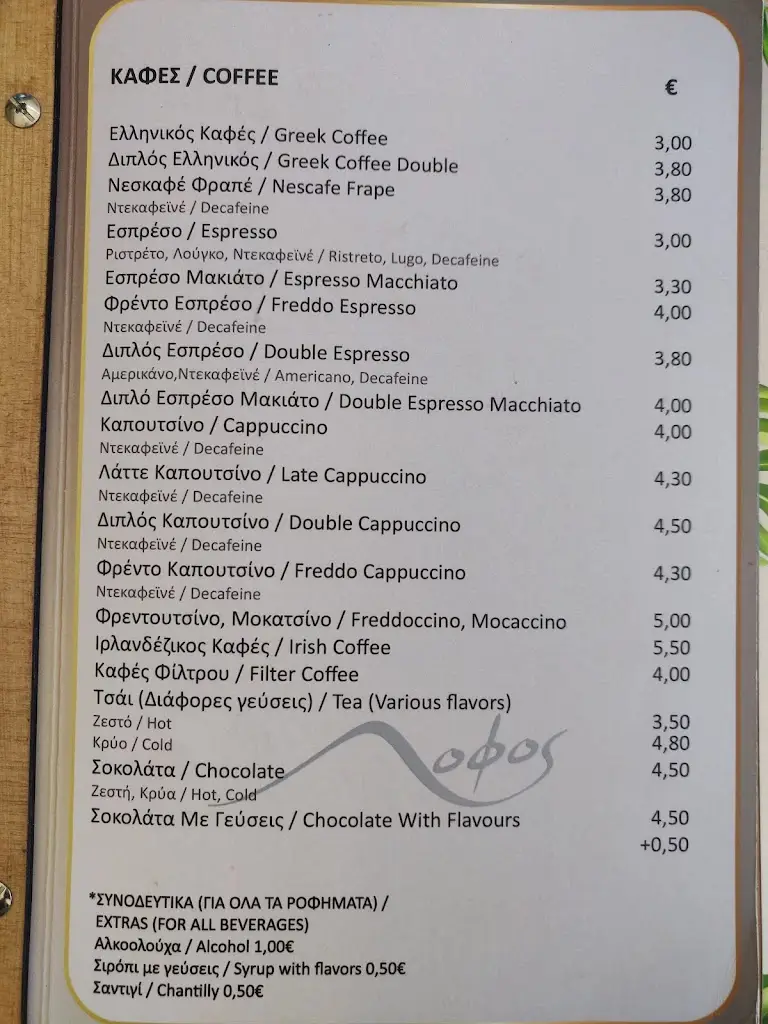 ΚΑΦΕΣ / COFFEE €
Ελληνικός Καφές / Greek Coffee 3,00
Διπλός Ελληνικός / Greek Coffee Double 3,80
Νεσκαφέ Φραπέ / Nescafe Frape 3,80
Ντεκαφεϊνέ / Decafeine
Εσπρέσο / Espresso 3,00
Ριστρέτο, Λούγκο, Ντεκαφεϊνέ / Ristreto, Lugo, Decafeine
Εσπρέσο Μακιάτο / Espresso Macchiato 3,30
Φρέντο Εσπρέσο / Freddo Espresso 4,00
Ντεκαφεϊνέ / Decafeine
Διπλός Εσπρέσο / Double Espresso 3,80
Αμερικάνο,Ντεκαφεϊνέ / Americano, Decafeine
Διπλό Εσπρέσο Μακιάτο / Double Espresso Macchiato 4,00
Καπουτσίνο / Cappuccino 4,00
Ντεκαφεϊνέ / Decafeine
Λάττε Καπουτσίνο / Late Cappuccino 4,30
Ντεκαφεϊνέ / Decafeine
Διπλός Καπουτσίνο / Double Cappuccino 4,50
Ντεκαφεϊνέ / Decafeine
Φρέντο Καπουτσίνο / Freddo Cappuccino 4,30
Ντεκαφεϊνέ / Decafeine
Φρεντουτσίνο, Μοκατσίνο / Freddoccino, Mocaccino 5,00
Ιρλανδέζικος Καφές / Irish Coffee 5,50
Καφές Φίλτρου / Filter Coffee 4,00
Τσάι (Διάφορες γεύσεις) / Tea (Various flavors)
Ζεστό / Hot 3,50
Κρύο / Cold 4,80
Λοφος
Σοκολάτα / Chocolate 4,50
Ζεστή, Κρύα / Hot, Cold
Σοκολάτα Με Γεύσεις / Chocolate With Flavours 4,50
+0,50
*ΣΥΝΟΔΕΥΤΙΚΑ (ΓΙΑ ΟΛΑ ΤΑ ΡΟΦΗΜΑΤΑ) /
EXTRAS (FOR ALL BEVERAGES)
Αλκοολούχα / Alcohol 1,00€
Σιρόπι με γεύσεις / Syrup with flavors 0,50€
Σαντιγί / Chantilly 0,50€